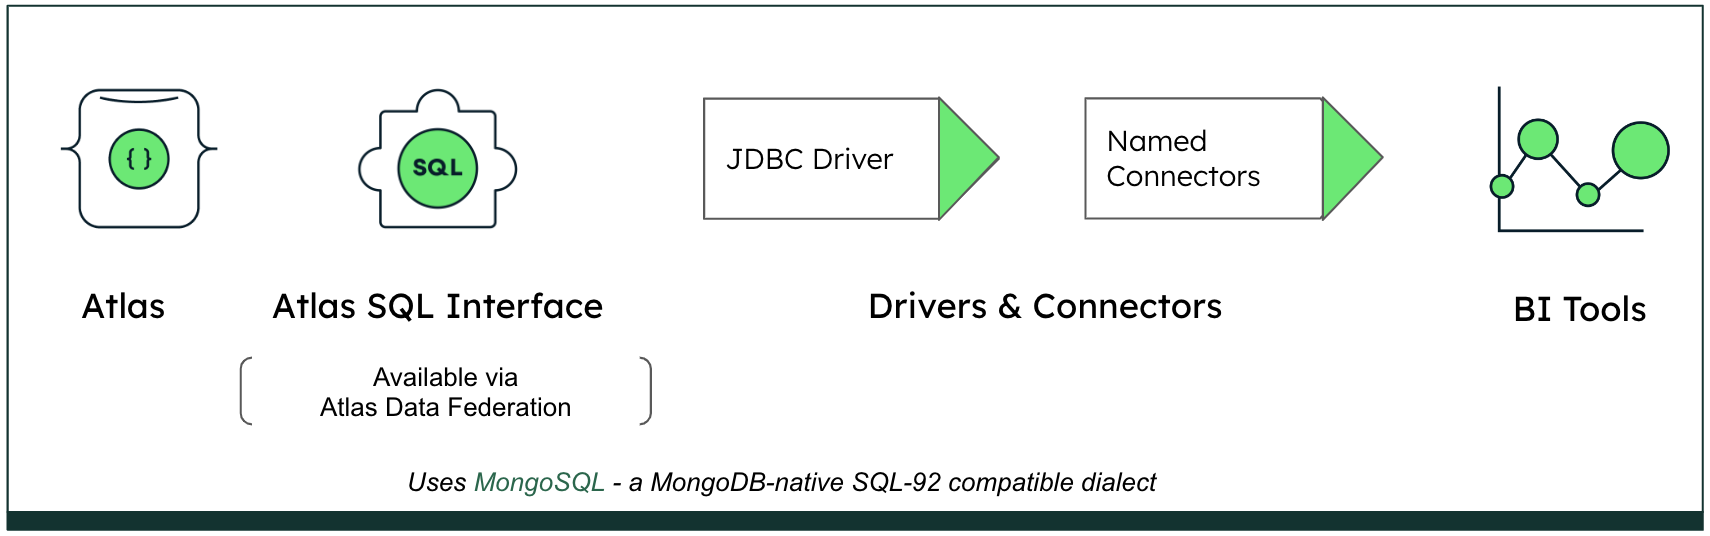 { }
SQL
JDBC Driver
Named
Connectors
Atlas
Atlas SQL Interface
Drivers & Connectors
BI Tools
Available via
Atlas Data Federation
Uses MongoSQL - a MongoDB-native SQL-92 compatible dialect